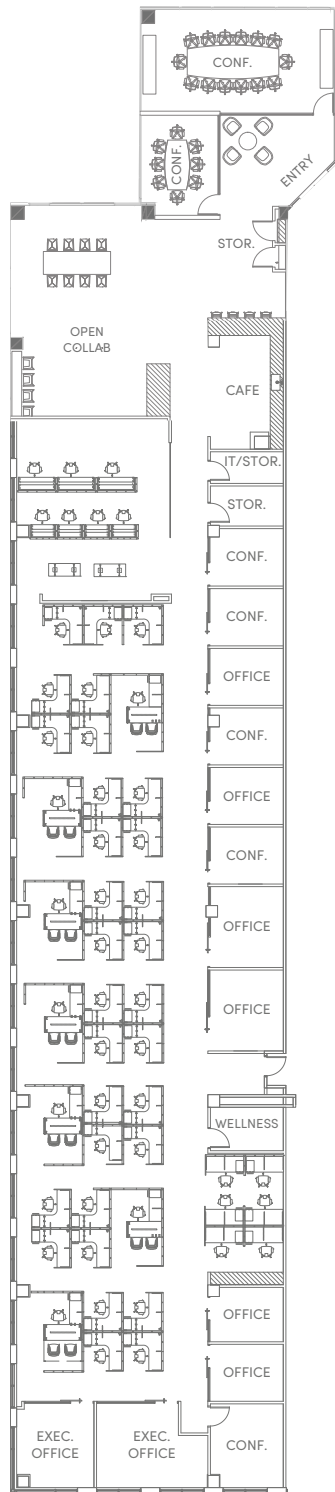 CONF.
CONF.
ENTRY
STOR.
OPEN
COLLAB
CAFE
IT/STOR.
STOR.
CONF.
CONF.
OFFICE
CONF.
OFFICE
CONF.
OFFICE
OFFICE
WELLNESS
OFFICE
OFFICE
EXEC.
OFFICE
EXEC.
OFFICE
CONF.